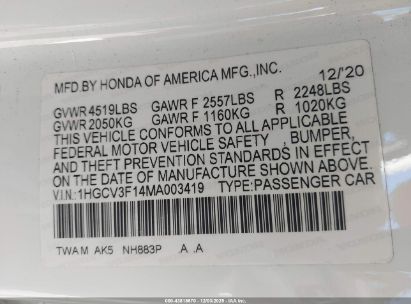 MFD.BY HONDA OF AMERICA MFG.,INC. 12/'20
GVWR 4519LBS GAWR F 2557LBS R 2248LBS
GVWR 2050KG GAWR F 1160KG R 1020KG
THIS VEHICLE CONFORMS TO ALL APPLICABLE
FEDERAL MOTOR VEHICLE SAFETY , BUMPER,
AND THEFT PREVENTION STANDARDS IN EFFECT
ON THE DATE OF MANUFACTURE SHOWN ABOVE.
V.I.N.:1HGCV3F14MA003419 TYPE:PASSENGER CAR
TWA M AK5 NH883P .A .A